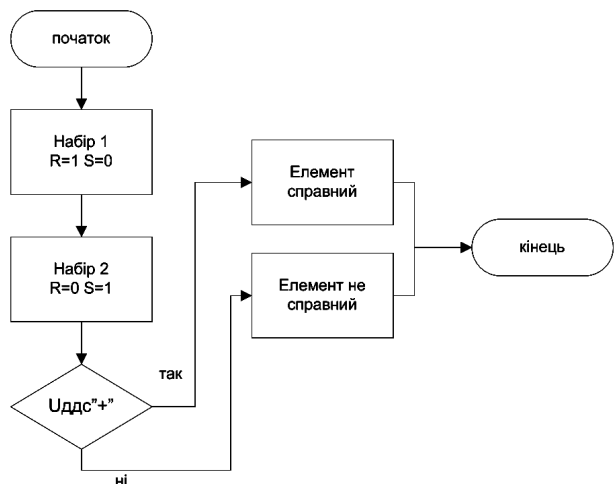 початок
Набір 1
R=1 S=0
Набір 2
R=0 S=1
Uддс"+"
так
ні
Елемент
справний
Елемент не
справний
кінець